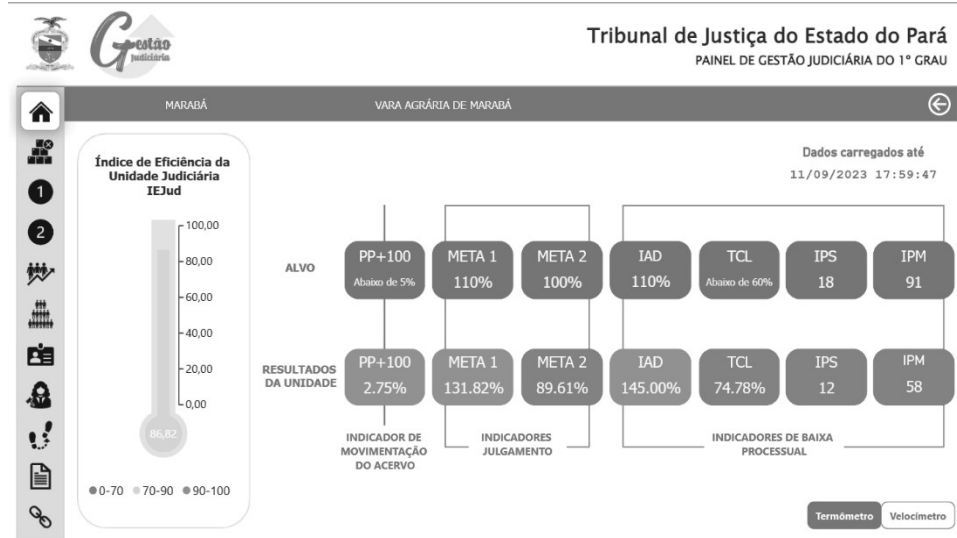 Gestão
Judiciária
Tribunal de Justiça do Estado do Pará
PAINEL DE GESTÃO JUDICIÁRIA DO 1º GRAU
MARABÁ
VARA AGRÁRIA DE MARABÁ
Dados carregados até
11/09/2023 17:59:47
Índice de Eficiência da
Unidade Judiciária
IEJud
100,00
80,00
60,00
40,00
20,00
0,00
86,82
0-70 70-90 90-100
1
2
ALVO
PP+100 META 1 META 2 IAD TCL IPS IPM
Abaixo de 5% 110% 100% 110% Abaixo de 60% 18 91
RESULTADOS
DA UNIDADE
PP+100 META 1 META 2 IAD TCL IPS IPM
2.75% 131.82% 89.61% 145.00% 74.78% 12 58
INDICADOR DE
MOVIMENTAÇÃO
DO ACERVO
INDICADORES
JULGAMENTO
INDICADORES DE BAIXA
PROCESSUAL
Termômetro Velocímetro